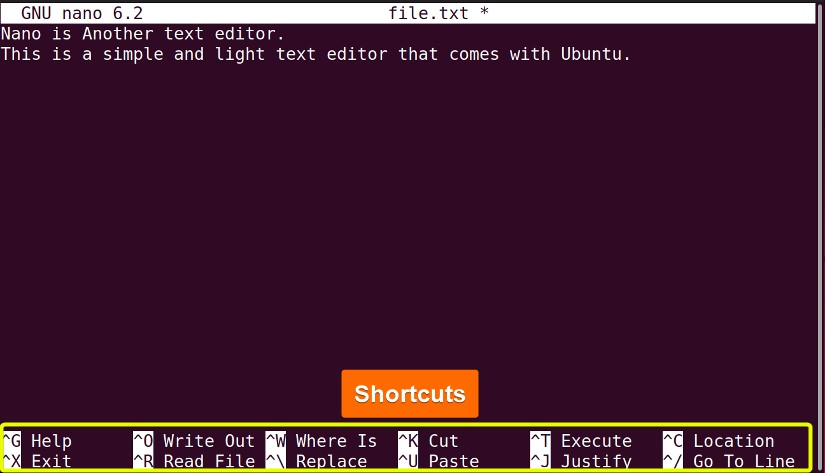 GNU nano 6.2 file.txt *
Nano is Another text editor.
This is a simple and light text editor that comes with Ubuntu.
Shortcuts
^G Help ^O Write Out ^W Where Is ^K Cut ^T Execute ^C Location
^X Exit ^R Read File ^\ Replace ^U Paste ^J Justify ^/ Go To Line